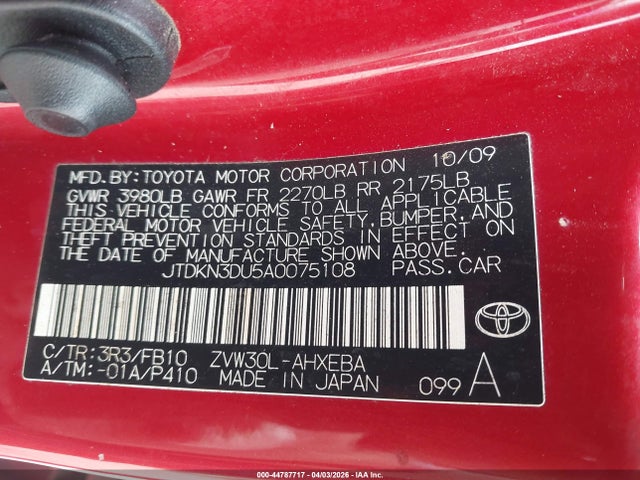 MFD.BY:TOYOTA MOTOR CORPORATION 10/09
GVWR 3980LB GAWR FR 2270LB RR 2175LB
THIS VEHICLE CONFORMS TO ALL APPLICABLE
FEDERAL MOTOR VEHICLE SAFETY,BUMPER,AND
THEFT PREVENTION STANDARDS IN EFFECT ON
THE DATE OF MANUFACTURE SHOWN ABOVE.
JTDKN3DU5A0075108 PASS.CAR
C/TR:3R3/FB10 ZVW30L-AHXEBA
A/TM:-01A/P410 MADE IN JAPAN 099 A
000-44787717 | 04/03/2026 | IAA Inc.